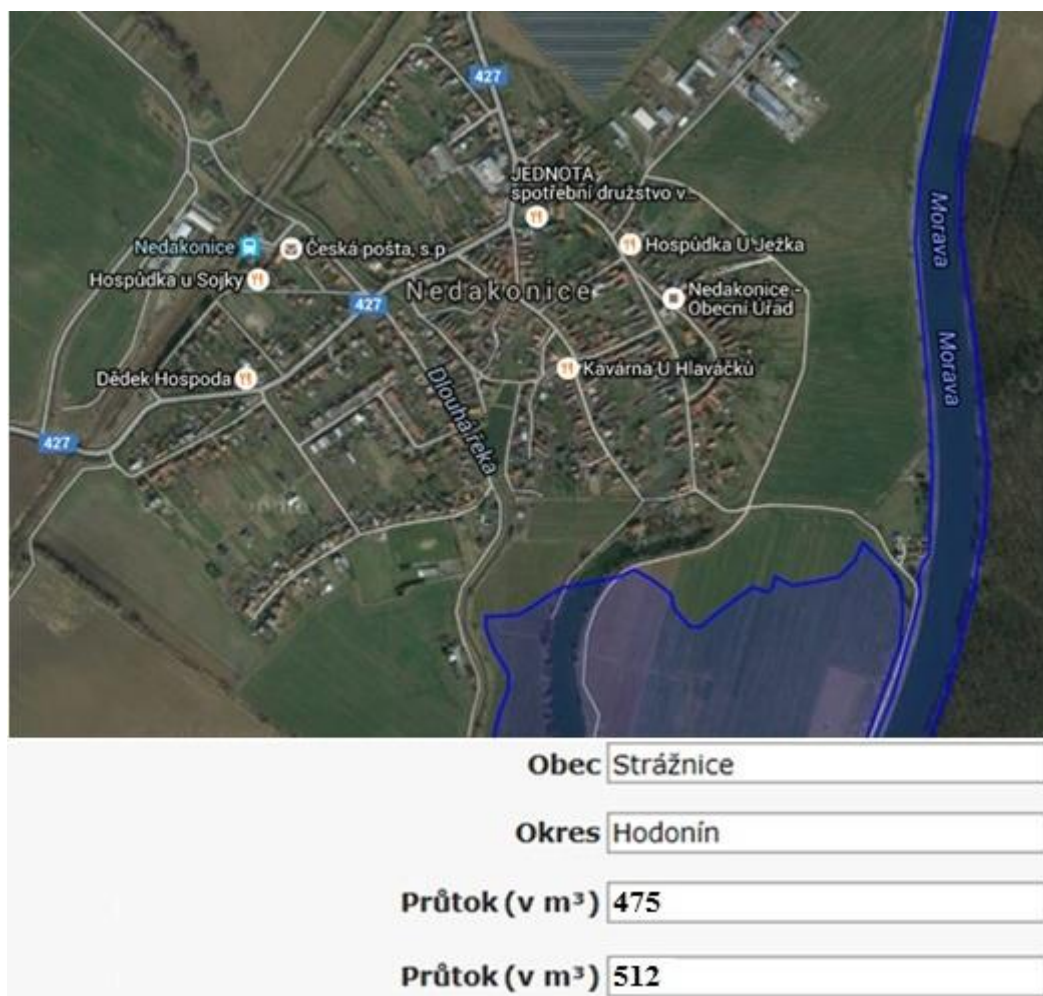 427
JEDNOTA,
spotřební družstvo v...
Nedakonice
Česká pošta, s.p
Hospůdka U Ježka
Hospůdka u Sojky
427
Nedakonice
Nedakonice -
Obecní Úřad
Morava
Morava
Dědek Hospoda
Dlouhá řeka
Kavárna U Hlaváčků
427
Obec Strážnice
Okres Hodonín
Průtok (v m³) 475
Průtok (v m³) 512